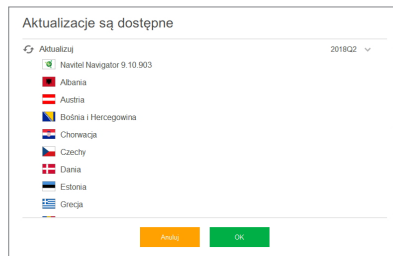 Aktualizacje są dostępne
Aktualizuj 2018Q2
Navitel Navigator 9.10.903
Albania
Austria
Bośnia i Hercegowina
Chorwacja
Czechy
Dania
Estonia
Grecja
Anuluj OK